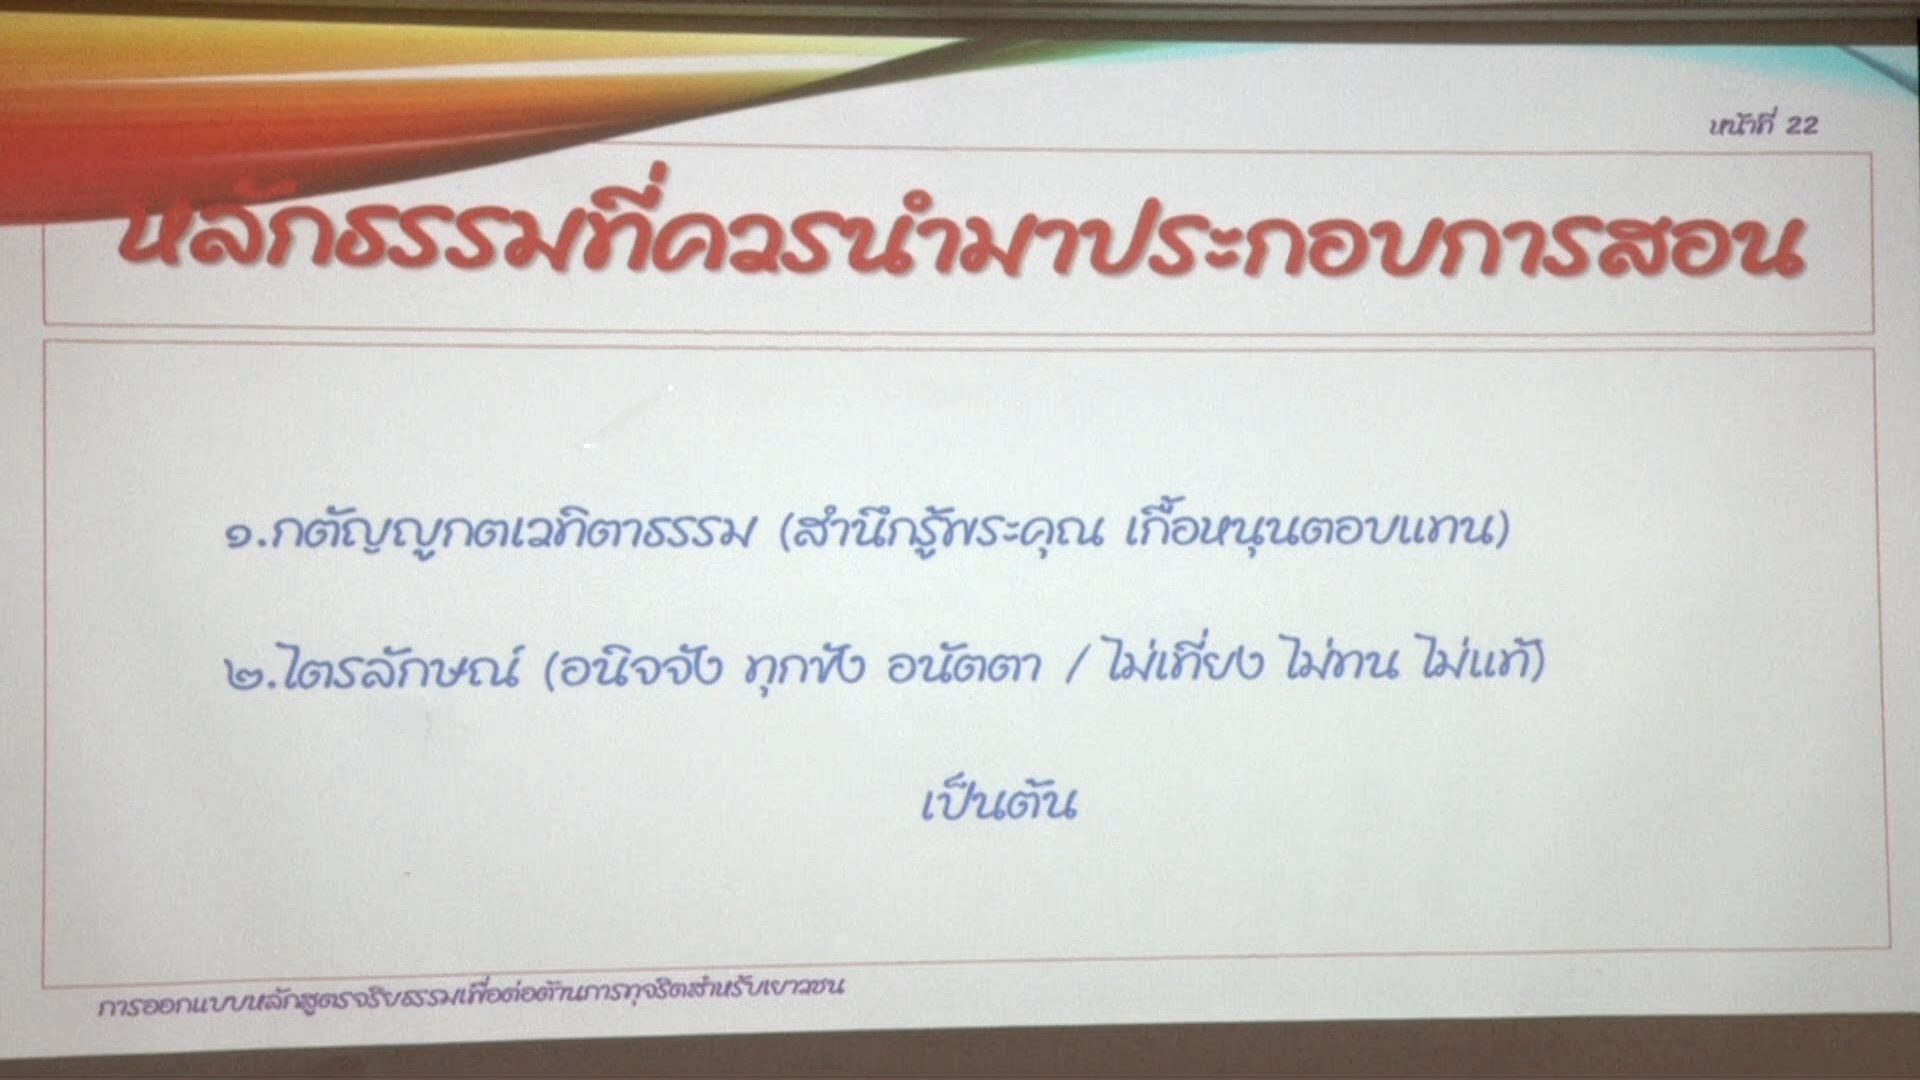 หน้าที่ 22
หลักธรรมที่ควรนำมาประกอบการสอน
๑.กตัญญูกตเวทิตาธรรม (สำนึกรู้พระคุณ เกื้อหนุนตอบแทน)
๒.ไตรลักษณ์ (อนิจจัง ทุกขัง อนัตตา / ไม่เที่ยง ไม่ทน ไม่แท้)
เป็นต้น
การออกแบบหลักสูตรจริยธรรมเพื่อต่อต้านการทุจริตสำหรับเยาวชน